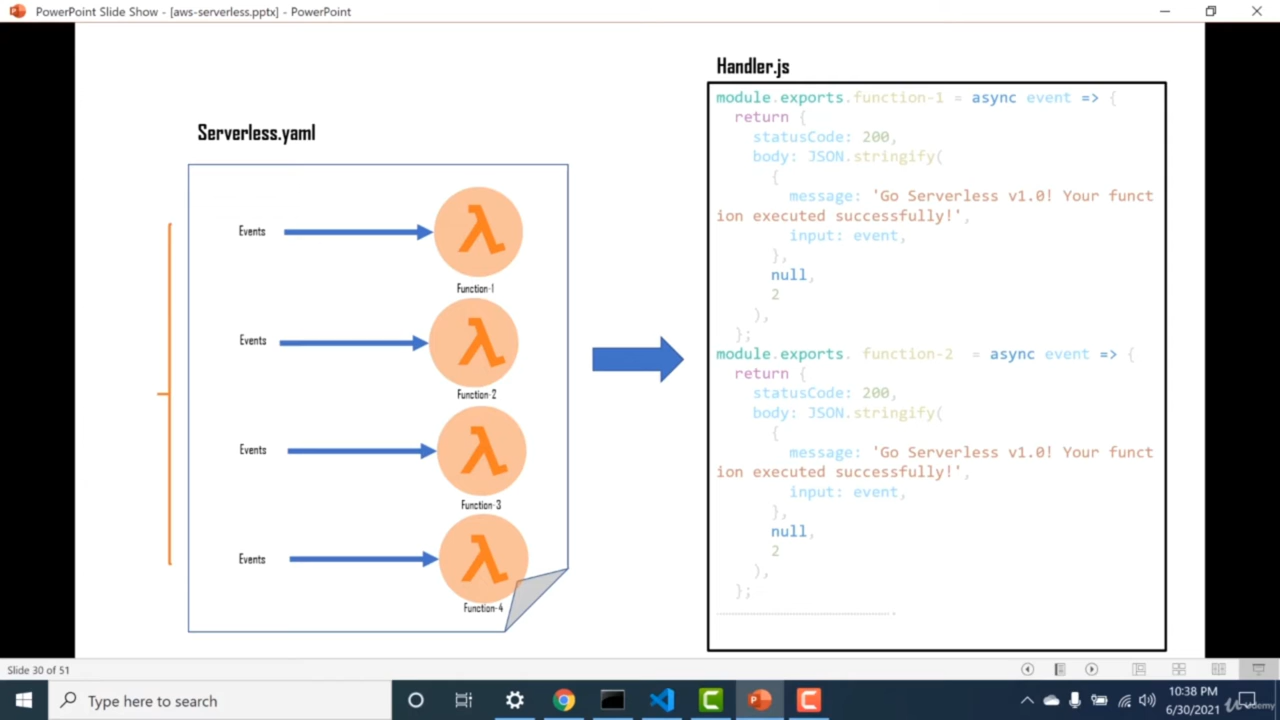 PowerPoint Slide Show - [aws-serverless.pptx] - PowerPoint
Serverless.yaml
Events
Function-1
Events
Function-2
Events
Function-3
Events
Function-4
Handler.js
module.exports.function-1 = async event => {
return {
statusCode: 200,
body: JSON.stringify(
{
message: 'Go Serverless v1.0! Your funct
ion executed successfully!',
input: event,
},
null,
2
),
};
module.exports. function-2 = async event => {
return {
statusCode: 200,
body: JSON.stringify(
{
message: 'Go Serverless v1.0! Your funct
ion executed successfully!',
input: event,
},
null,
2
),
};
Slide 30 of 51
Type here to search
10:38 PM
6/30/2021
Udemy